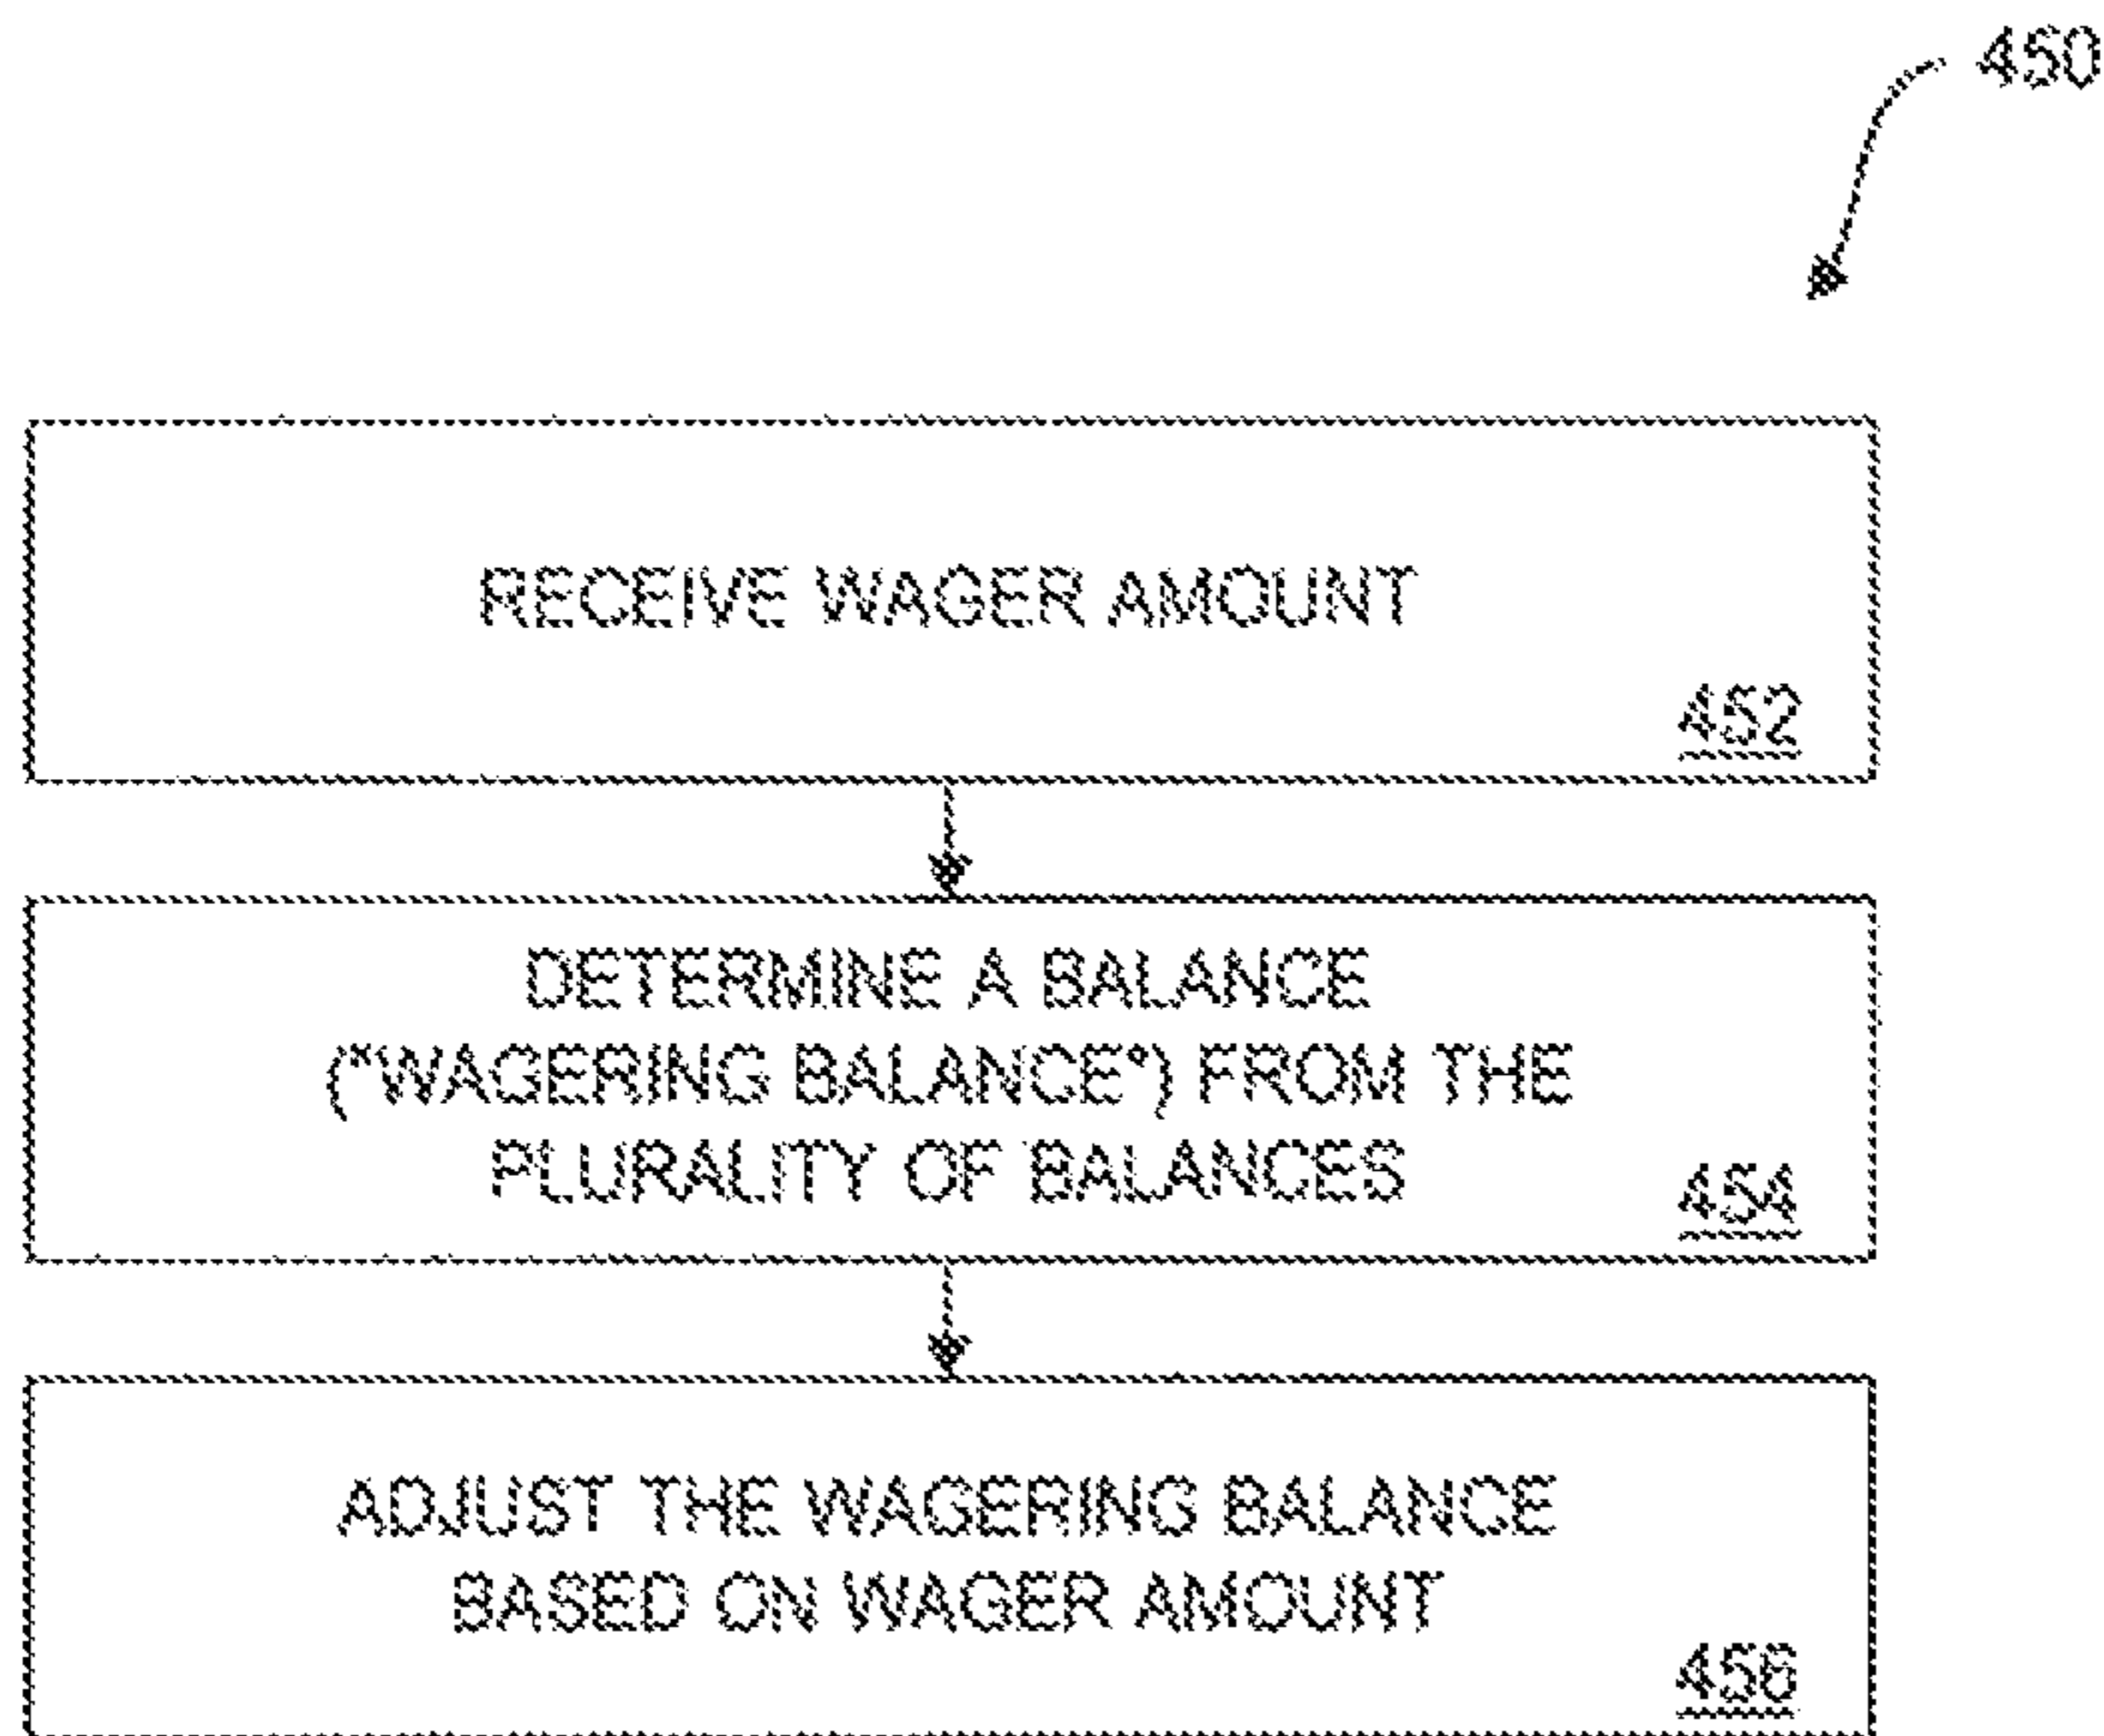 450
RECEIVE WAGER AMOUNT
452
DETERMINE A BALANCE
("WAGERING BALANCE") FROM THE
PLURALITY OF BALANCES
454
ADJUST THE WAGERING BALANCE
BASED ON WAGER AMOUNT
456